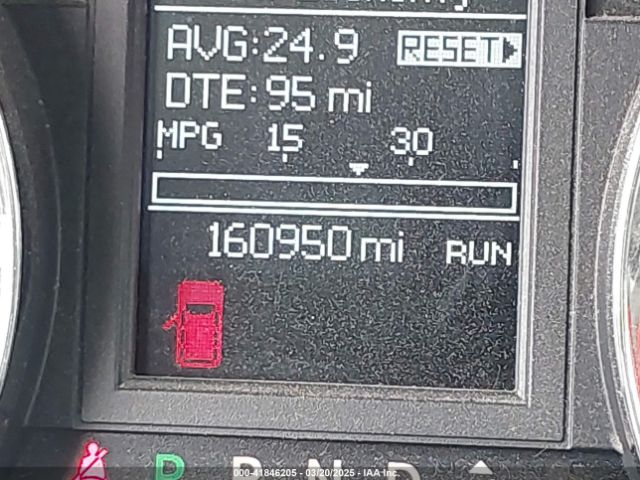 AVG:24.9 RESET
DTE:95 mi
MPG 15 30
160950 mi RUN
P R N D
00--41846205 - 03/20/2025 - IAA Inc.